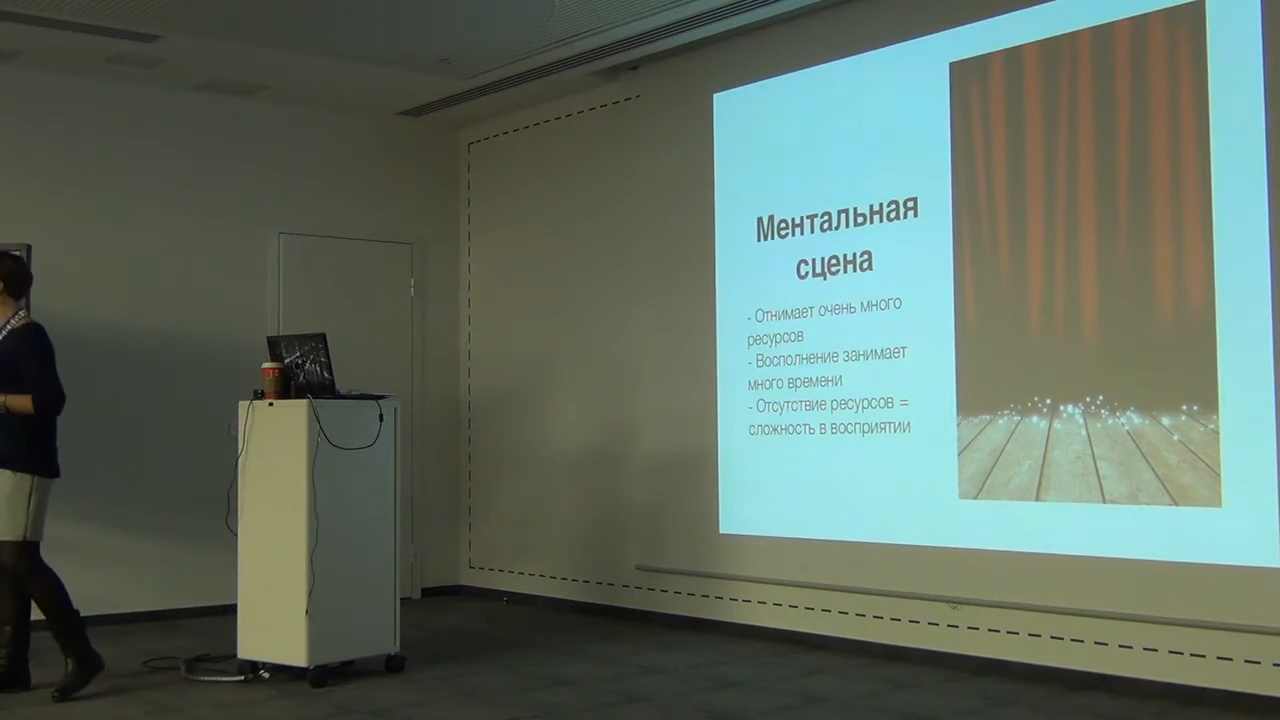 Ментальная
сцена
- Отнимает очень много
ресурсов
- Восполнение занимает
много времени
- Отсутствие ресурсов =
сложность в восприятии